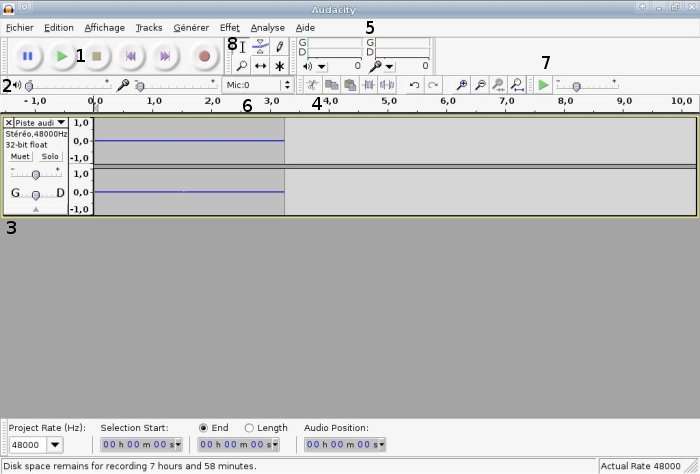 Audacity
Fichier Edition Affichage Tracks Générer Effet Analyse Aide 5
1 8 G D G D
0 0
7
2 Mic:0
6 4
- 1,0 0,0 1,0 2,0 3,0 4,0 5,0 6,0 7,0 8,0 9,0 10,0
Piste audi 1,0
Stéréo,48000Hz 0,0
32-bit float
Muet Solo -1,0
- + 1,0
G D 0,0
-1,0
3
Project Rate (Hz): Selection Start: End Length Audio Position:
48000 00 h 00 m 00 s 00 h 00 m 00 s 00 h 00 m 00 s
Disk space remains for recording 7 hours and 58 minutes. Actual Rate 48000